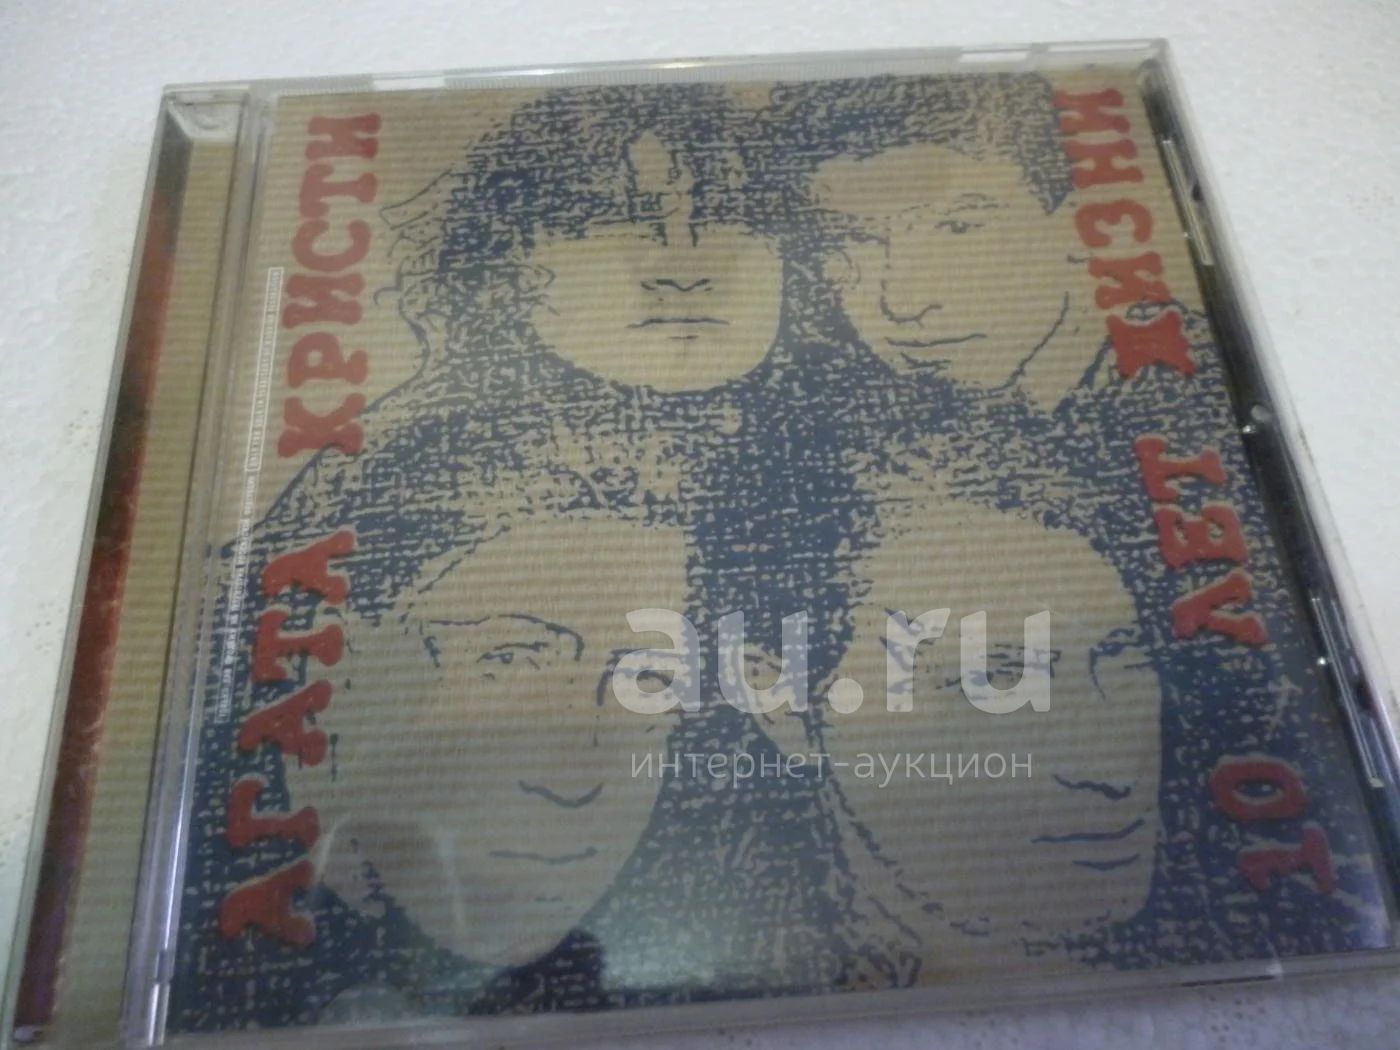 АГАТА КРИСТИ
10 ЛЕТ ЖИЗНИ
au.ru
интернет-аукцион